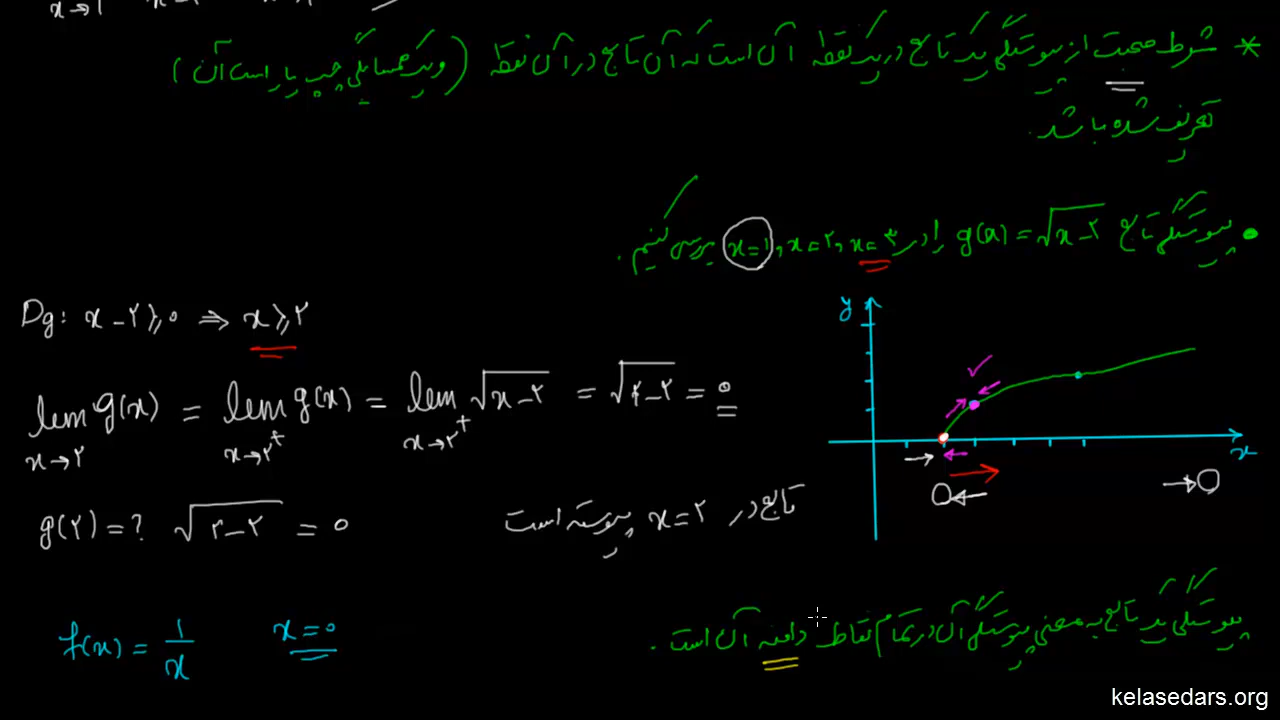 x→1
* شرط صحبت از پیوستگی یک تابع در یک نقطه آن است که آن تابع در آن نقطه (و یک همسایگی چپ یا راست آن)
تعریف شده باشد.
• پیوستگی تابع g(x) = √x-۲ را در x=۳ , x=۲ , x=۱ بررسی کنیم.
Dg: x-۲≥۰ ⇒ x≥۲
y
lim g(x) = lim g(x) = lim √x-۲ = √۲-۲ = ۰
x→۲ x→۲⁺ x→۲⁺
x
g(۲)=? √۲-۲ = ۰
تابع در x=۲ پیوسته است
پیوستگی یک تابع به معنی پیوستگی آن در تمام نقاط دامنه آن است.
f(x) = ۱/x x=۰
kelasedars.org